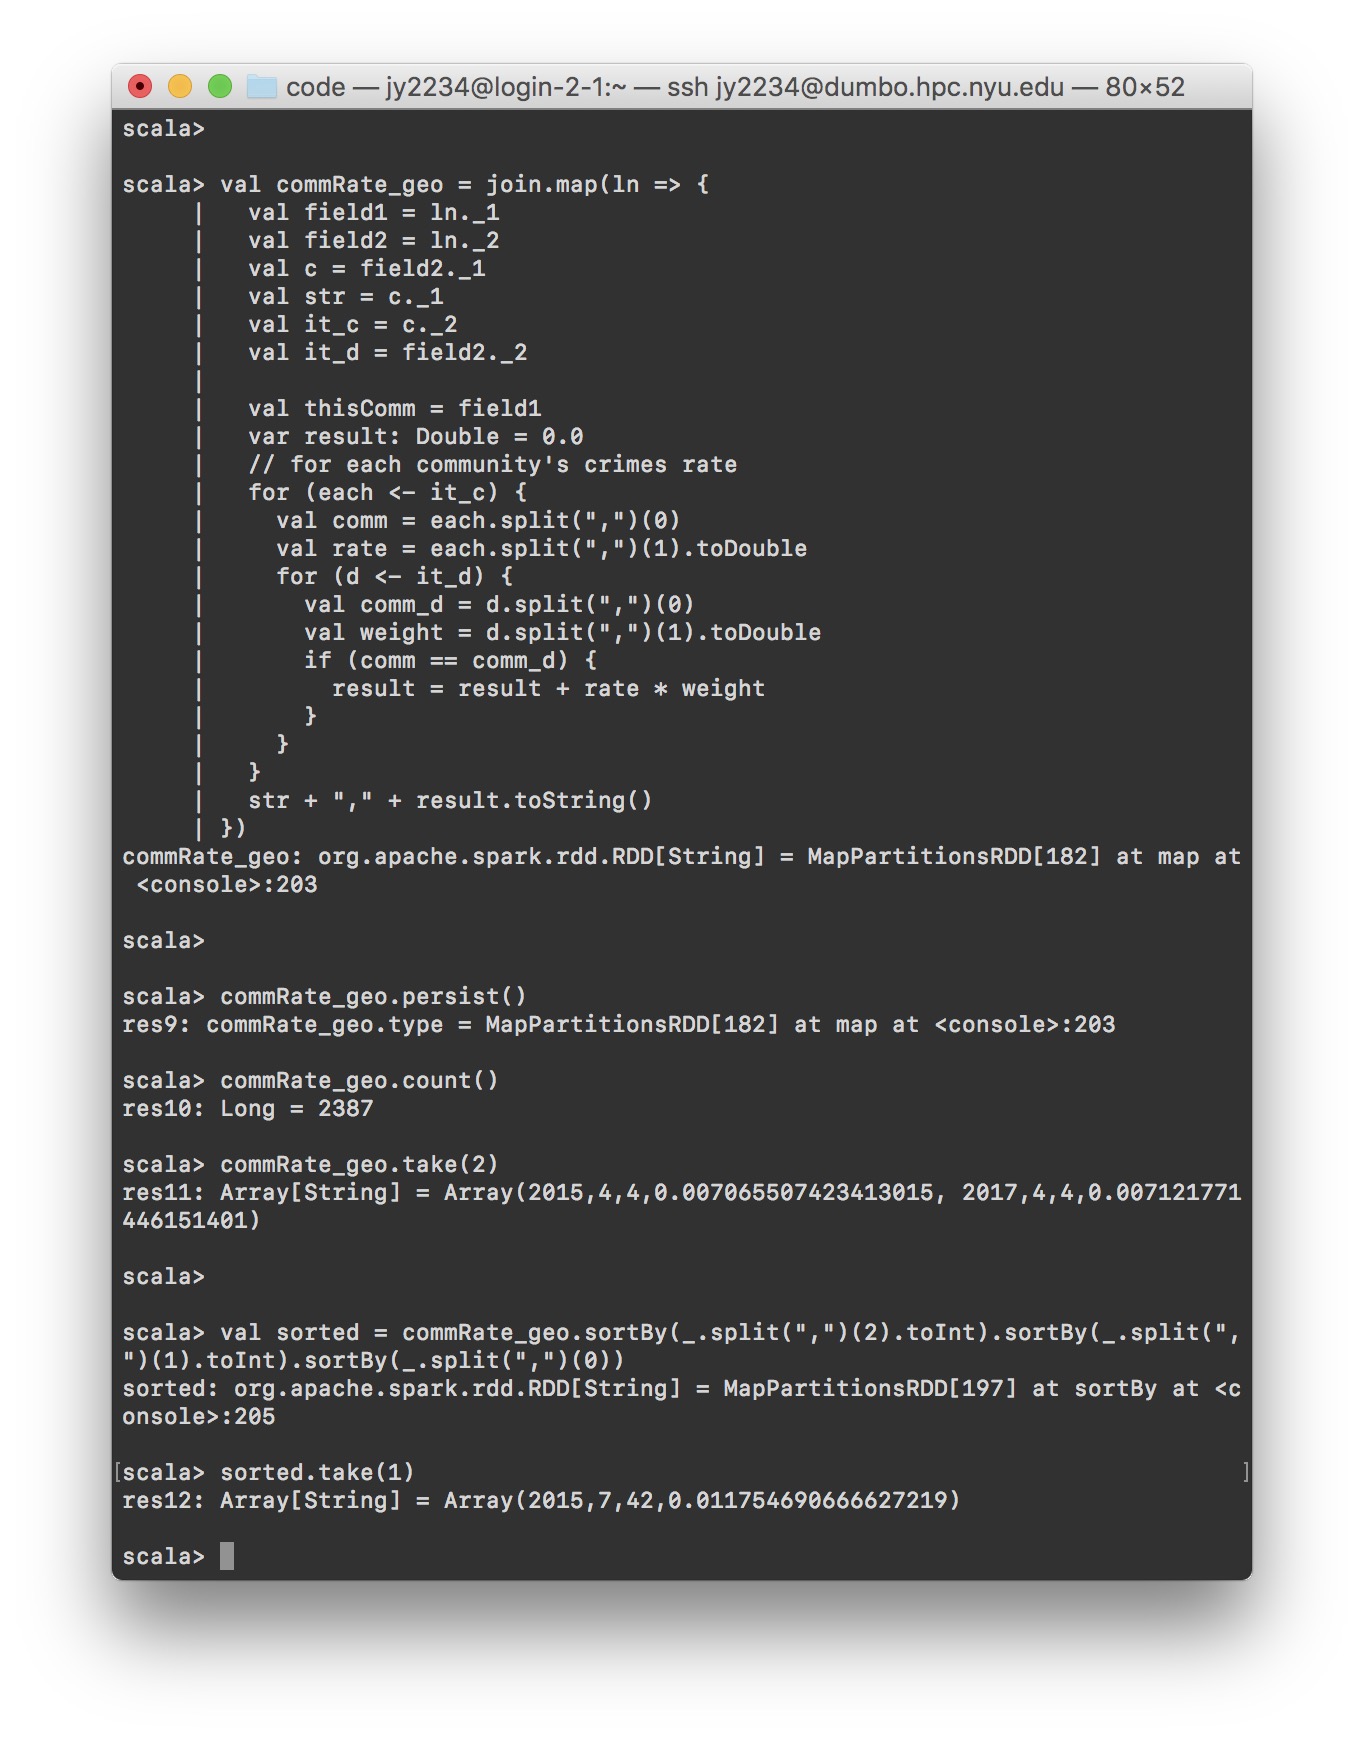 code — jy2234@login-2-1:~ — ssh jy2234@dumbo.hpc.nyu.edu — 80×52
scala>
scala> val commRate_geo = join.map(ln => {
     |   val field1 = ln._1
     |   val field2 = ln._2
     |   val c = field2._1
     |   val str = c._1
     |   val it_c = c._2
     |   val it_d = field2._2
     |
     |   val thisComm = field1
     |   var result: Double = 0.0
     |   // for each community's crimes rate
     |   for (each <- it_c) {
     |     val comm = each.split(",")(0)
     |     val rate = each.split(",")(1).toDouble
     |     for (d <- it_d) {
     |       val comm_d = d.split(",")(0)
     |       val weight = d.split(",")(1).toDouble
     |       if (comm == comm_d) {
     |         result = result + rate * weight
     |       }
     |     }
     |   }
     |   str + "," + result.toString()
     | })
commRate_geo: org.apache.spark.rdd.RDD[String] = MapPartitionsRDD[182] at map at
 <console>:203
scala>
scala> commRate_geo.persist()
res9: commRate_geo.type = MapPartitionsRDD[182] at map at <console>:203
scala> commRate_geo.count()
res10: Long = 2387
scala> commRate_geo.take(2)
res11: Array[String] = Array(2015,4,4,0.007065507423413015, 2017,4,4,0.007121771
446151401)
scala>
scala> val sorted = commRate_geo.sortBy(_.split(",")(2).toInt).sortBy(_.split(",
")(1).toInt).sortBy(_.split(",")(0))
sorted: org.apache.spark.rdd.RDD[String] = MapPartitionsRDD[197] at sortBy at <c
onsole>:205
[scala> sorted.take(1) ]
res12: Array[String] = Array(2015,7,42,0.011754690666627219)
scala>